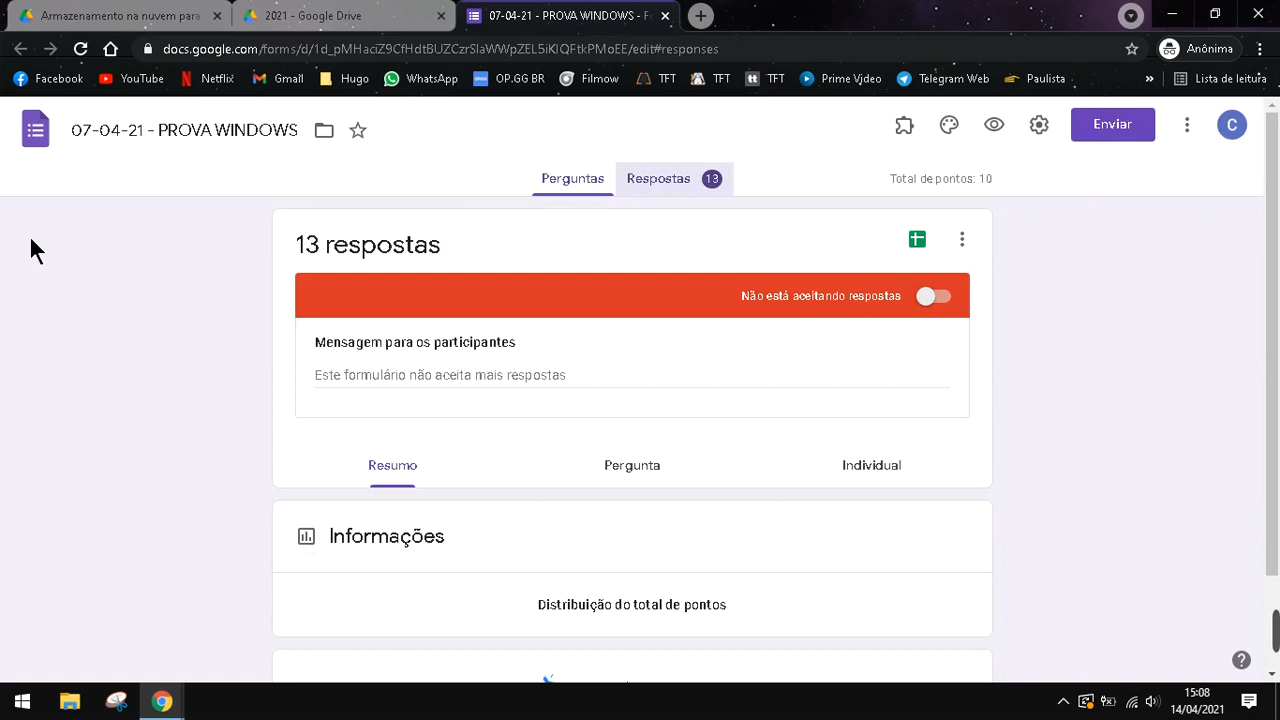 Armazenamento na nuvem para
2021 - Google Drive
07-04-21 - PROVA WINDOWS - Fo
docs.google.com/forms/d/1d_pMHaciZ9CfHdtBUZCzrSlaWWpZEL5iKIQFtkPMoEE/edit#responses
Anônima
Facebook
YouTube
Netflix
Gmail
Hugo
WhatsApp
OP.GG BR
Filmow
TFT
TFT
TFT
Prime Video
Telegram Web
Paulista
»
Lista de leitura
07-04-21 - PROVA WINDOWS
Enviar
C
Perguntas
Respostas 13
Total de pontos: 10
13 respostas
Não está aceitando respostas
Mensagem para os participantes
Este formulário não aceita mais respostas
Resumo
Pergunta
Individual
Informações
Distribuição do total de pontos
15:08
14/04/2021